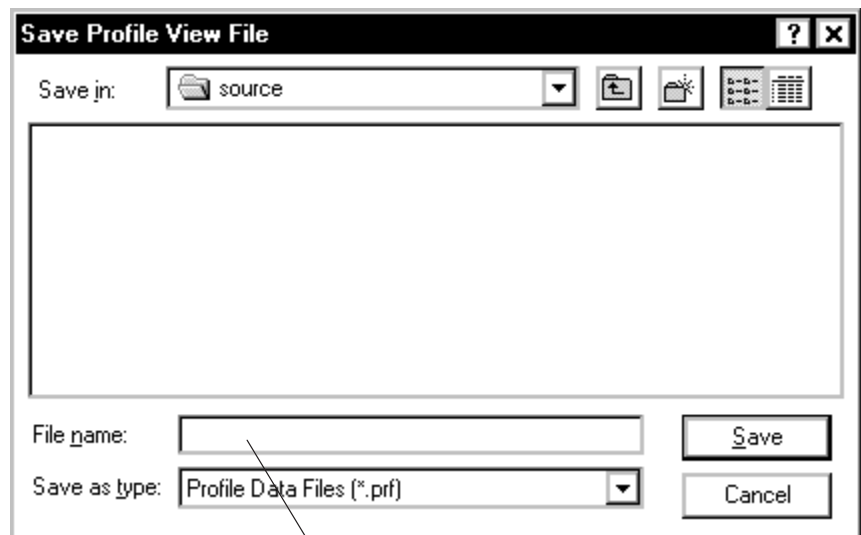 Save Profile View File
Save in:
source
File name:
Save
Save as type:
Profile Data Files (*.prf)
Cancel